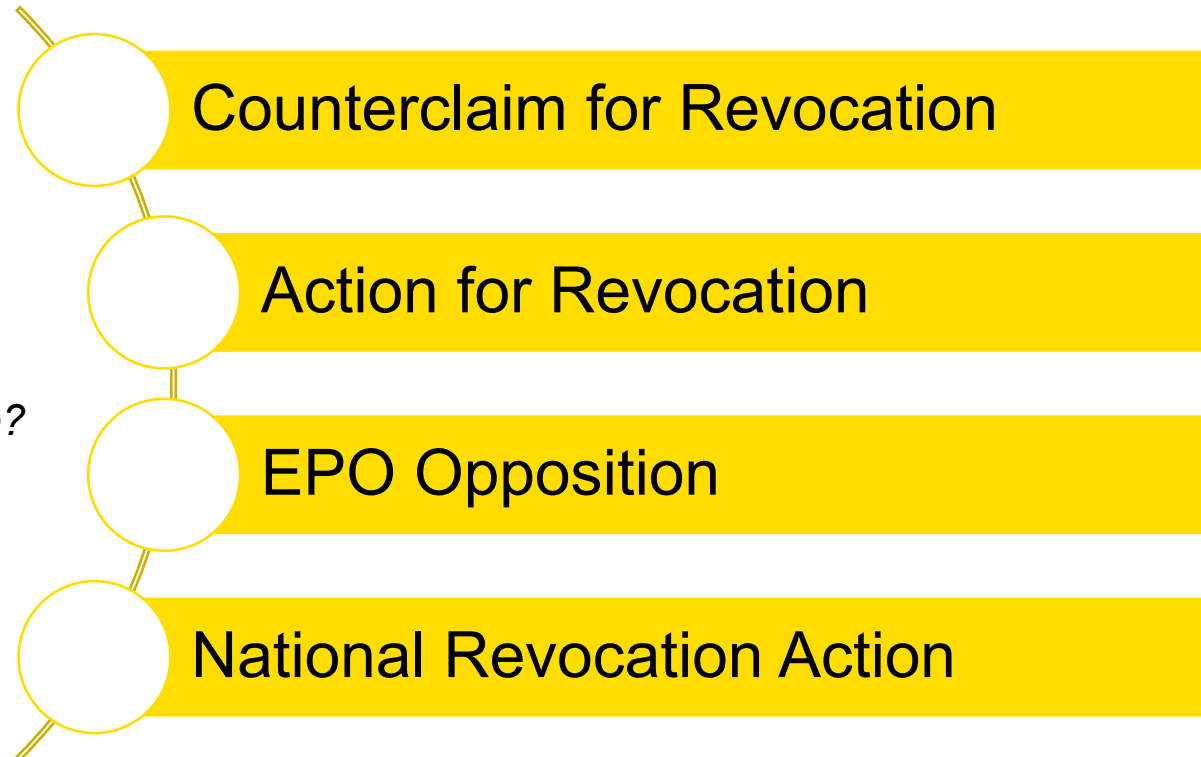 Counterclaim for Revocation
Action for Revocation
?
EPO Opposition
National Revocation Action